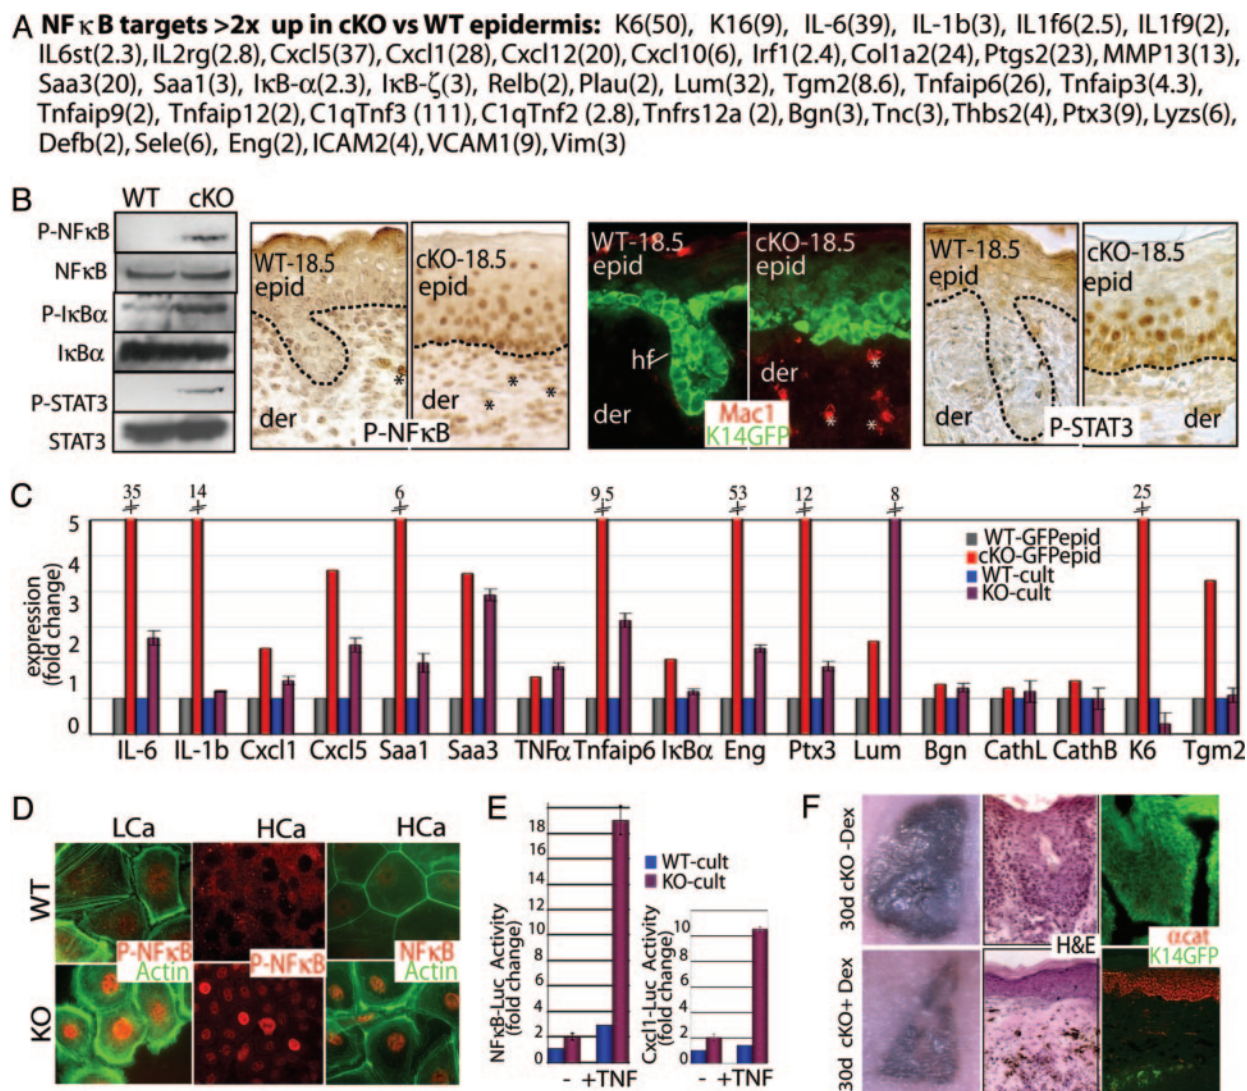 A NFκB targets >2x up in cKO vs WT epidermis: K6(50), K16(9), IL-6(39), IL-1b(3), IL1f6(2.5), IL1f9(2),
IL6st(2.3), IL2rg(2.8), Cxcl5(37), Cxcl1(28), Cxcl12(20), Cxcl10(6), Irf1(2.4), Col1a2(24), Ptgs2(23), MMP13(13),
Saa3(20), Saa1(3), IκB-α(2.3), IκB-ζ(3), Relb(2), Plau(2), Lum(32), Tgm2(8.6), Tnfaip6(26), Tnfaip3(4.3),
Tnfaip9(2), Tnfaip12(2), C1qTnf3 (111), C1qTnf2 (2.8), Tnfrs12a (2), Bgn(3), Tnc(3), Thbs2(4), Ptx3(9), Lyzs(6),
Defb(2), Sele(6), Eng(2), ICAM2(4), VCAM1(9), Vim(3)
B
WT cKO
P-NFκB
NFκB
P-IκBα
IκBα
P-STAT3
STAT3
WT-18.5
epid
der
cKO-18.5
epid
der
*
* * * *
P-NFκB
WT-18.5
epid
hf
der
cKO-18.5
epid
der
*
* *
Mac1
K14GFP
WT-18.5
epid
der
cKO-18.5
epid
der
P-STAT3
C
35 14 6 9.5 53 12 8 25
expression
(fold change)
5
4
3
2
1
0
WT-GFPepid
cKO-GFPepid
WT-cult
KO-cult
IL-6 IL-1b Cxcl1 Cxcl5 Saa1 Saa3 TNFα Tnfaip6 IκBα Eng Ptx3 Lum Bgn CathL CathB K6 Tgm2
D
LCa HCa HCa
WT
KO
P-NFκB
Actin
P-NFκB
NFκB
Actin
E
NFκB-Luc Activity
(fold change)
18
16
14
12
10
8
6
4
2
0
- +TNF
WT-cult
KO-cult
Cxcl1-Luc Activity
(fold change)
10
8
6
4
2
0
- +TNF
F
30d cKO -Dex
30d cKO+ Dex
H&E
αcat
K14GFP